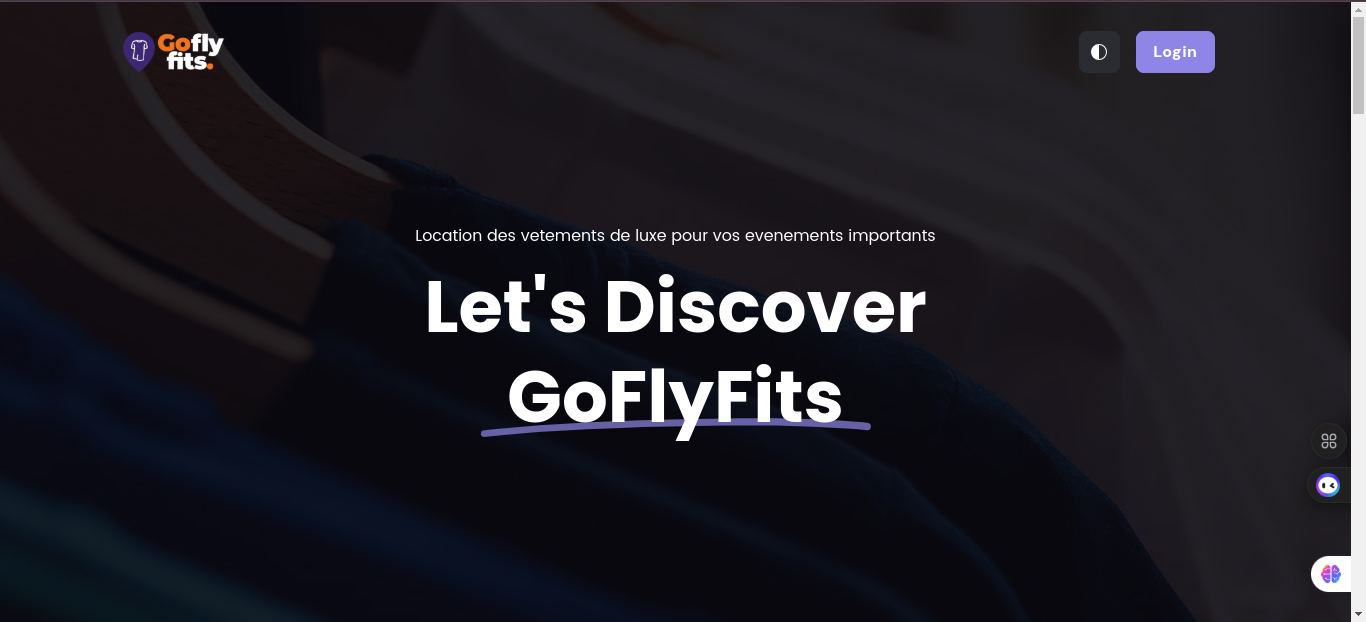 Gofly
fits.
Login
Location des vetements de luxe pour vos evenements importants
Let's Discover
GoFlyFits